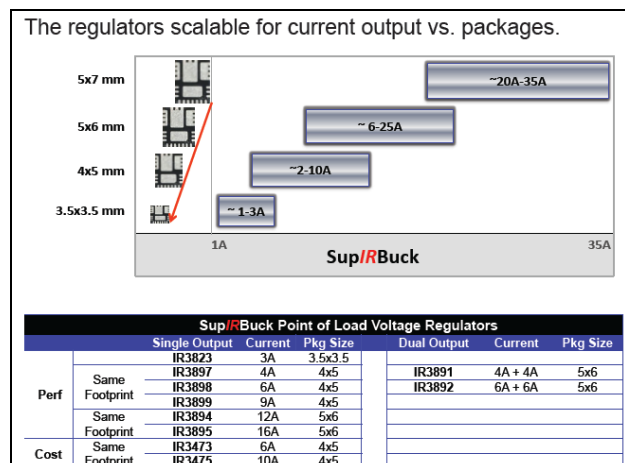 The regulators scalable for current output vs. packages.
5x7 mm
~20A-35A
5x6 mm
~ 6-25A
4x5 mm
~2-10A
3.5x3.5 mm
~ 1-3A
1A
35A
SupIRBuck
SupIRBuck Point of Load Voltage Regulators
Single Output Current Pkg Size Dual Output Current Pkg Size
IR3823 3A 3.5x3.5
Perf Same Footprint IR3897 4A 4x5 IR3891 4A + 4A 5x6
IR3898 6A 4x5 IR3892 6A + 6A 5x6
IR3899 9A 4x5
Same Footprint IR3894 12A 5x6
IR3895 16A 5x6
Cost Same Footprint IR3473 6A 4x5
IR3475 10A 4x5